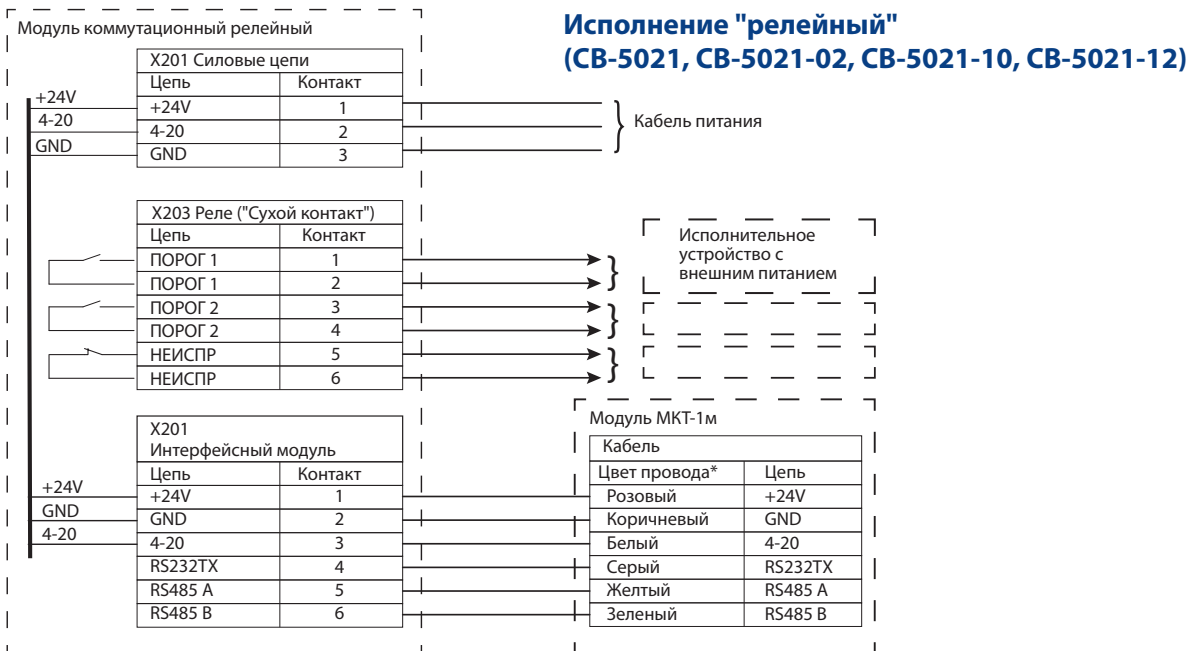 Исполнение "релейный"
(СВ-5021, СВ-5021-02, СВ-5021-10, СВ-5021-12)
Модуль коммутационный релейный
X201 Силовые цепи
Цепь Контакт
+24V +24V 1
4-20 4-20 2
GND GND 3
Кабель питания
X203 Реле ("Сухой контакт")
Цепь Контакт
ПОРОГ 1 1
ПОРОГ 1 2
ПОРОГ 2 3
ПОРОГ 2 4
НЕИСПР 5
НЕИСПР 6
Исполнительное
устройство с
внешним питанием
X201
Интерфейсный модуль
Цепь Контакт
+24V +24V 1
GND GND 2
4-20 4-20 3
RS232TX 4
RS485 A 5
RS485 B 6
Модуль МКТ-1м
Кабель
Цвет провода* Цепь
Розовый +24V
Коричневый GND
Белый 4-20
Серый RS232TX
Желтый RS485 A
Зеленый RS485 B